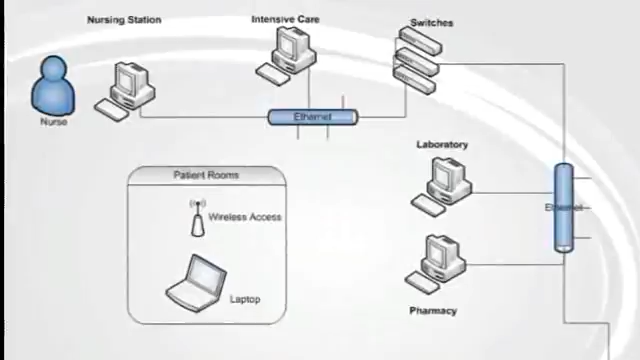 Nursing Station
Intensive Care
Switches
Nurse
Ethernet
Laboratory
Patient Rooms
Wireless Access
Ethernet
Laptop
Pharmacy